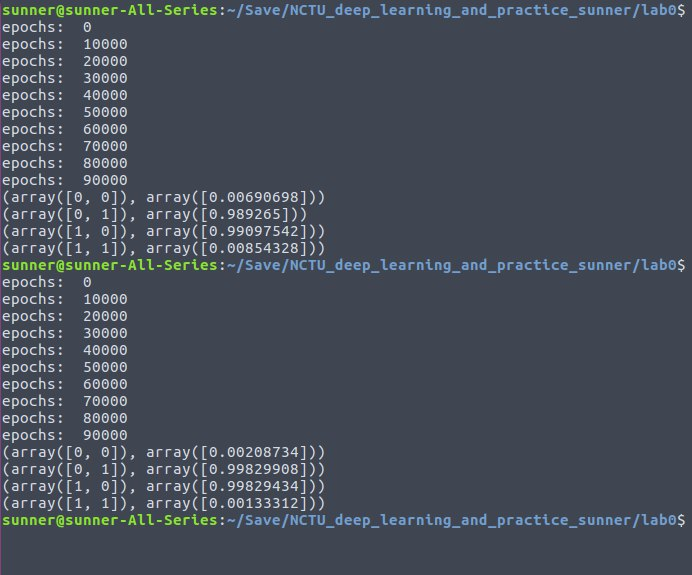 sunner@sunner-All-Series:~/Save/NCTU_deep_learning_and_practice_sunner/lab0$
epochs:  0
epochs:  10000
epochs:  20000
epochs:  30000
epochs:  40000
epochs:  50000
epochs:  60000
epochs:  70000
epochs:  80000
epochs:  90000
(array([0, 0]), array([0.00690698]))
(array([0, 1]), array([0.989265]))
(array([1, 0]), array([0.99097542]))
(array([1, 1]), array([0.00854328]))
sunner@sunner-All-Series:~/Save/NCTU_deep_learning_and_practice_sunner/lab0$
epochs:  0
epochs:  10000
epochs:  20000
epochs:  30000
epochs:  40000
epochs:  50000
epochs:  60000
epochs:  70000
epochs:  80000
epochs:  90000
(array([0, 0]), array([0.00208734]))
(array([0, 1]), array([0.99829908]))
(array([1, 0]), array([0.99829434]))
(array([1, 1]), array([0.00133312]))
sunner@sunner-All-Series:~/Save/NCTU_deep_learning_and_practice_sunner/lab0$